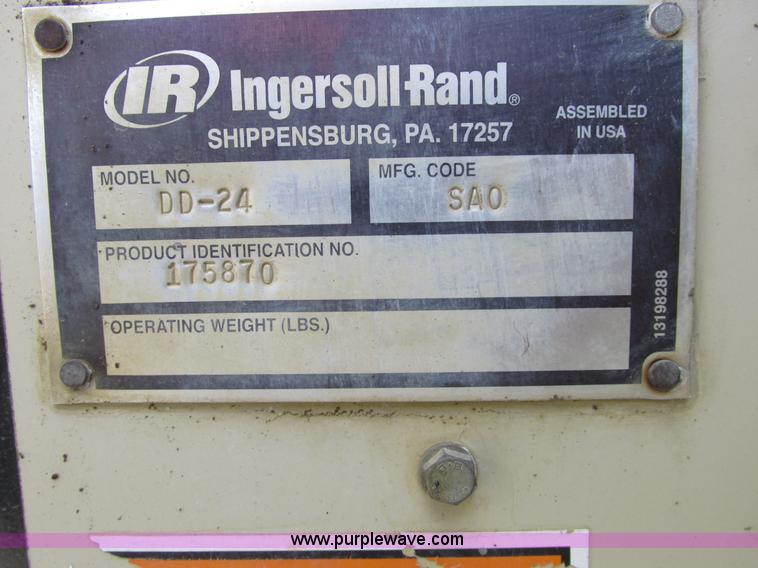 IR Ingersoll-Rand®
SHIPPENSBURG, PA. 17257
ASSEMBLED
IN USA
MODEL NO.
DD-24
MFG. CODE
SAO
PRODUCT IDENTIFICATION NO.
175870
OPERATING WEIGHT (LBS.)
13198288
www.purplewave.com